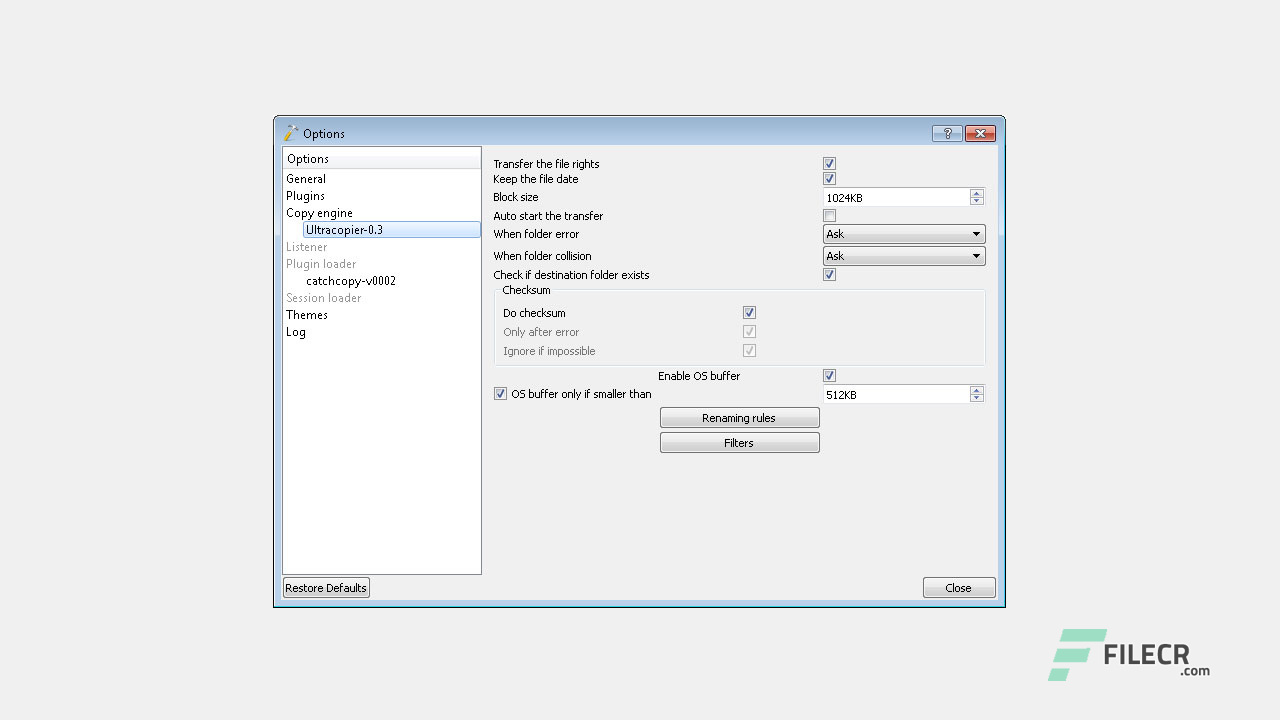 Options
?
Options
General
Plugins
Copy engine
Ultracopier-0.3
Listener
Plugin loader
catchcopy-v0002
Session loader
Themes
Log
Transfer the file rights
Keep the file date
Block size 1024KB
Auto start the transfer
When folder error Ask
When folder collision Ask
Check if destination folder exists
Checksum
Do checksum
Only after error
Ignore if impossible
Enable OS buffer
OS buffer only if smaller than 512KB
Renaming rules
Filters
Restore Defaults
Close
FILECR
.com